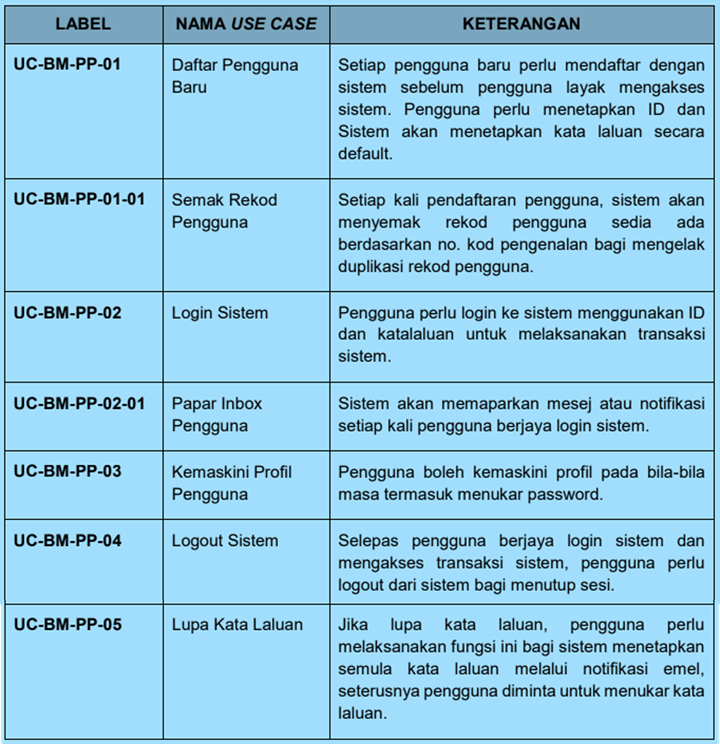 LABEL NAMA USE CASE KETERANGAN
UC-BM-PP-01 Daftar Pengguna Setiap pengguna baru perlu mendaftar dengan
Baru sistem sebelum pengguna layak mengakses
sistem. Pengguna perlu menetapkan ID dan
Sistem akan menetapkan kata laluan secara
default.
UC-BM-PP-01-01 Semak Rekod Setiap kali pendaftaran pengguna, sistem akan
Pengguna menyemak rekod pengguna sedia ada
berdasarkan no. kod pengenalan bagi mengelak
duplikasi rekod pengguna.
UC-BM-PP-02 Login Sistem Pengguna perlu login ke sistem menggunakan ID
dan katalaluan untuk melaksanakan transaksi
sistem.
UC-BM-PP-02-01 Papar Inbox Sistem akan memaparkan mesej atau notifikasi
Pengguna setiap kali pengguna berjaya login sistem.
UC-BM-PP-03 Kemaskini Profil Pengguna boleh kemaskini profil pada bila-bila
Pengguna masa termasuk menukar password.
UC-BM-PP-04 Logout Sistem Selepas pengguna berjaya login sistem dan
mengakses transaksi sistem, pengguna perlu
logout dari sistem bagi menutup sesi.
UC-BM-PP-05 Lupa Kata Laluan Jika lupa kata laluan, pengguna perlu
melaksanakan fungsi ini bagi sistem menetapkan
semula kata laluan melalui notifikasi emel,
seterusnya pengguna diminta untuk menukar kata
laluan.